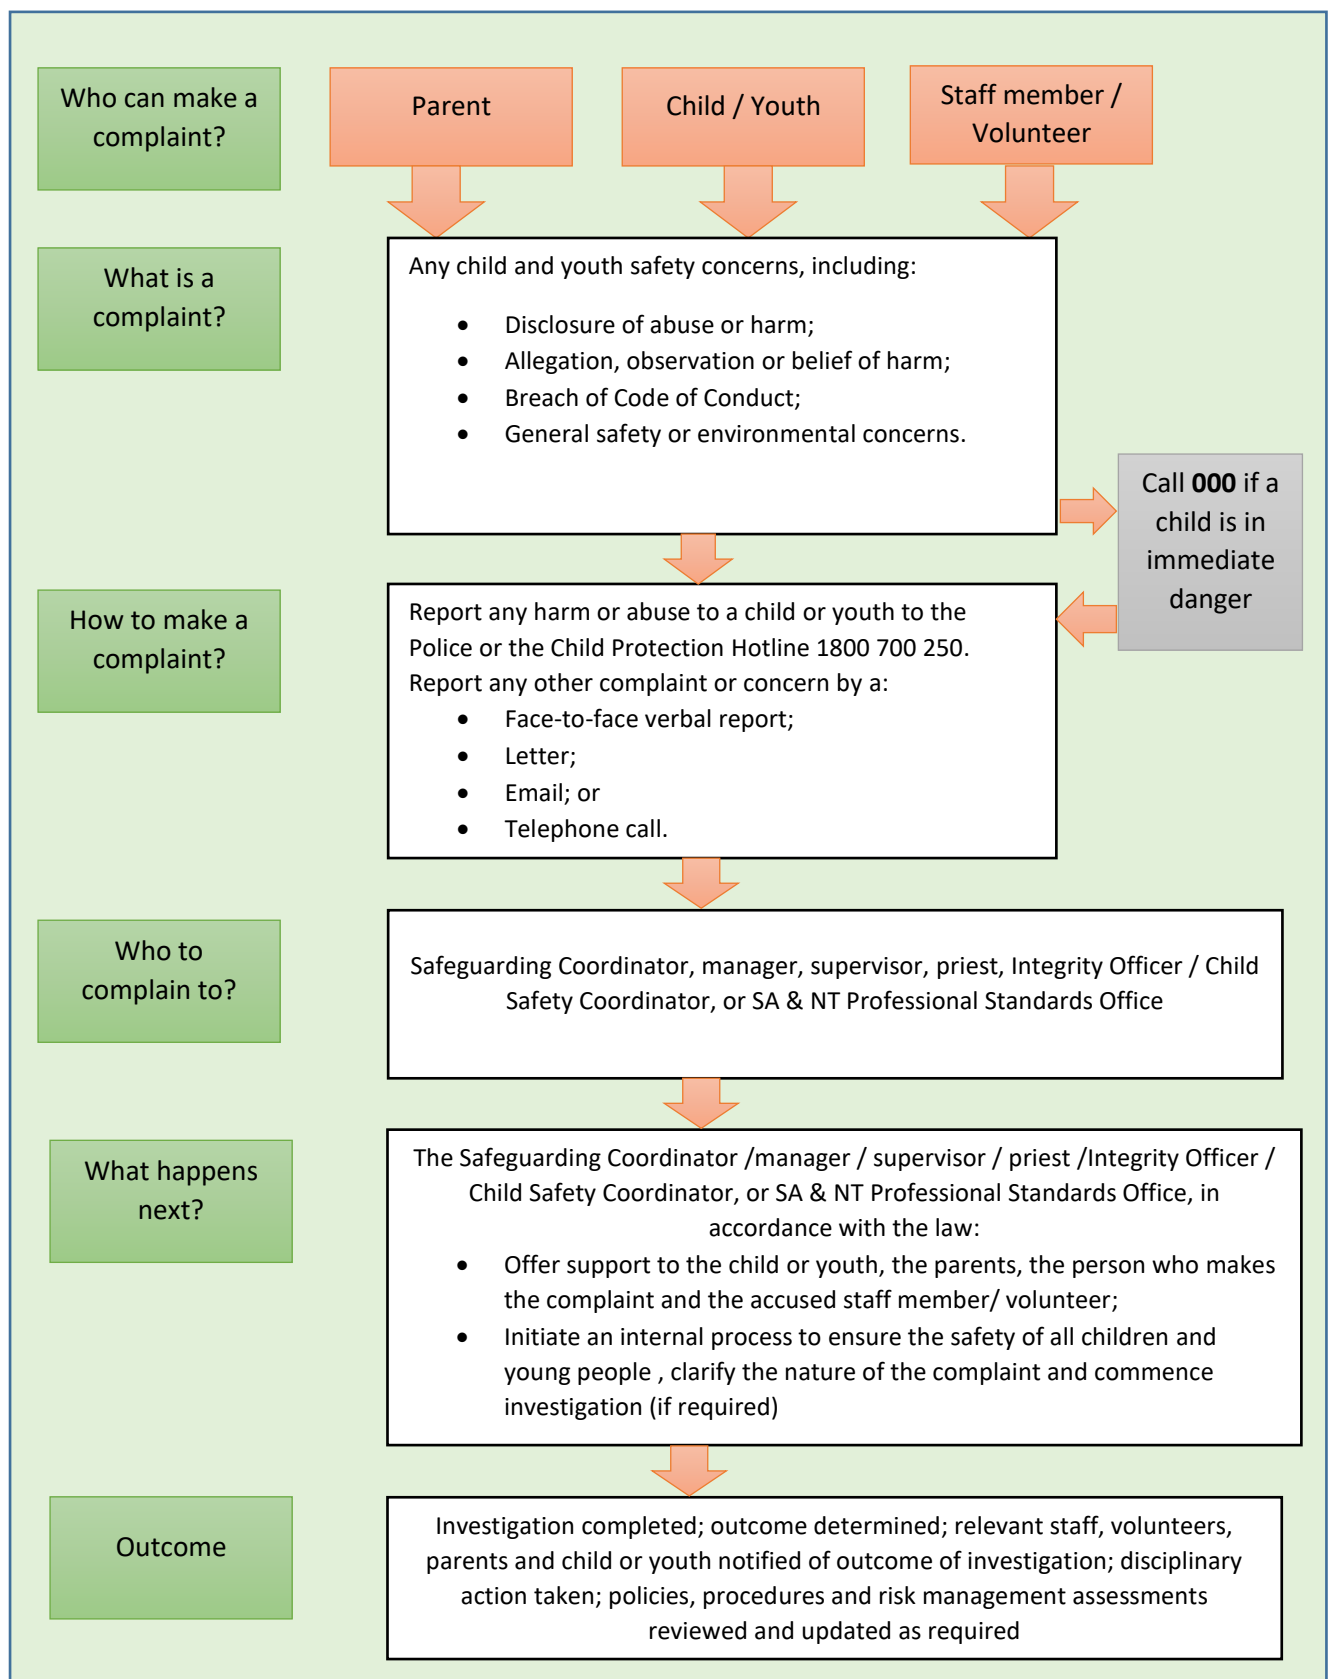 Who can make a
complaint?
Parent
Child / Youth
Staff member /
Volunteer
What is a
complaint?
Any child and youth safety concerns, including:
• Disclosure of abuse or harm;
• Allegation, observation or belief of harm;
• Breach of Code of Conduct;
• General safety or environmental concerns.
Call 000 if a
child is in
immediate
danger
How to make a
complaint?
Report any harm or abuse to a child or youth to the
Police or the Child Protection Hotline 1800 700 250.
Report any other complaint or concern by a:
• Face-to-face verbal report;
• Letter;
• Email; or
• Telephone call.
Who to
complain to?
Safeguarding Coordinator, manager, supervisor, priest, Integrity Officer / Child
Safety Coordinator, or SA & NT Professional Standards Office
What happens
next?
The Safeguarding Coordinator /manager / supervisor / priest /Integrity Officer /
Child Safety Coordinator, or SA & NT Professional Standards Office, in
accordance with the law:
• Offer support to the child or youth, the parents, the person who makes
the complaint and the accused staff member/ volunteer;
• Initiate an internal process to ensure the safety of all children and
young people , clarify the nature of the complaint and commence
investigation (if required)
Outcome
Investigation completed; outcome determined; relevant staff, volunteers,
parents and child or youth notified of outcome of investigation; disciplinary
action taken; policies, procedures and risk management assessments
reviewed and updated as required